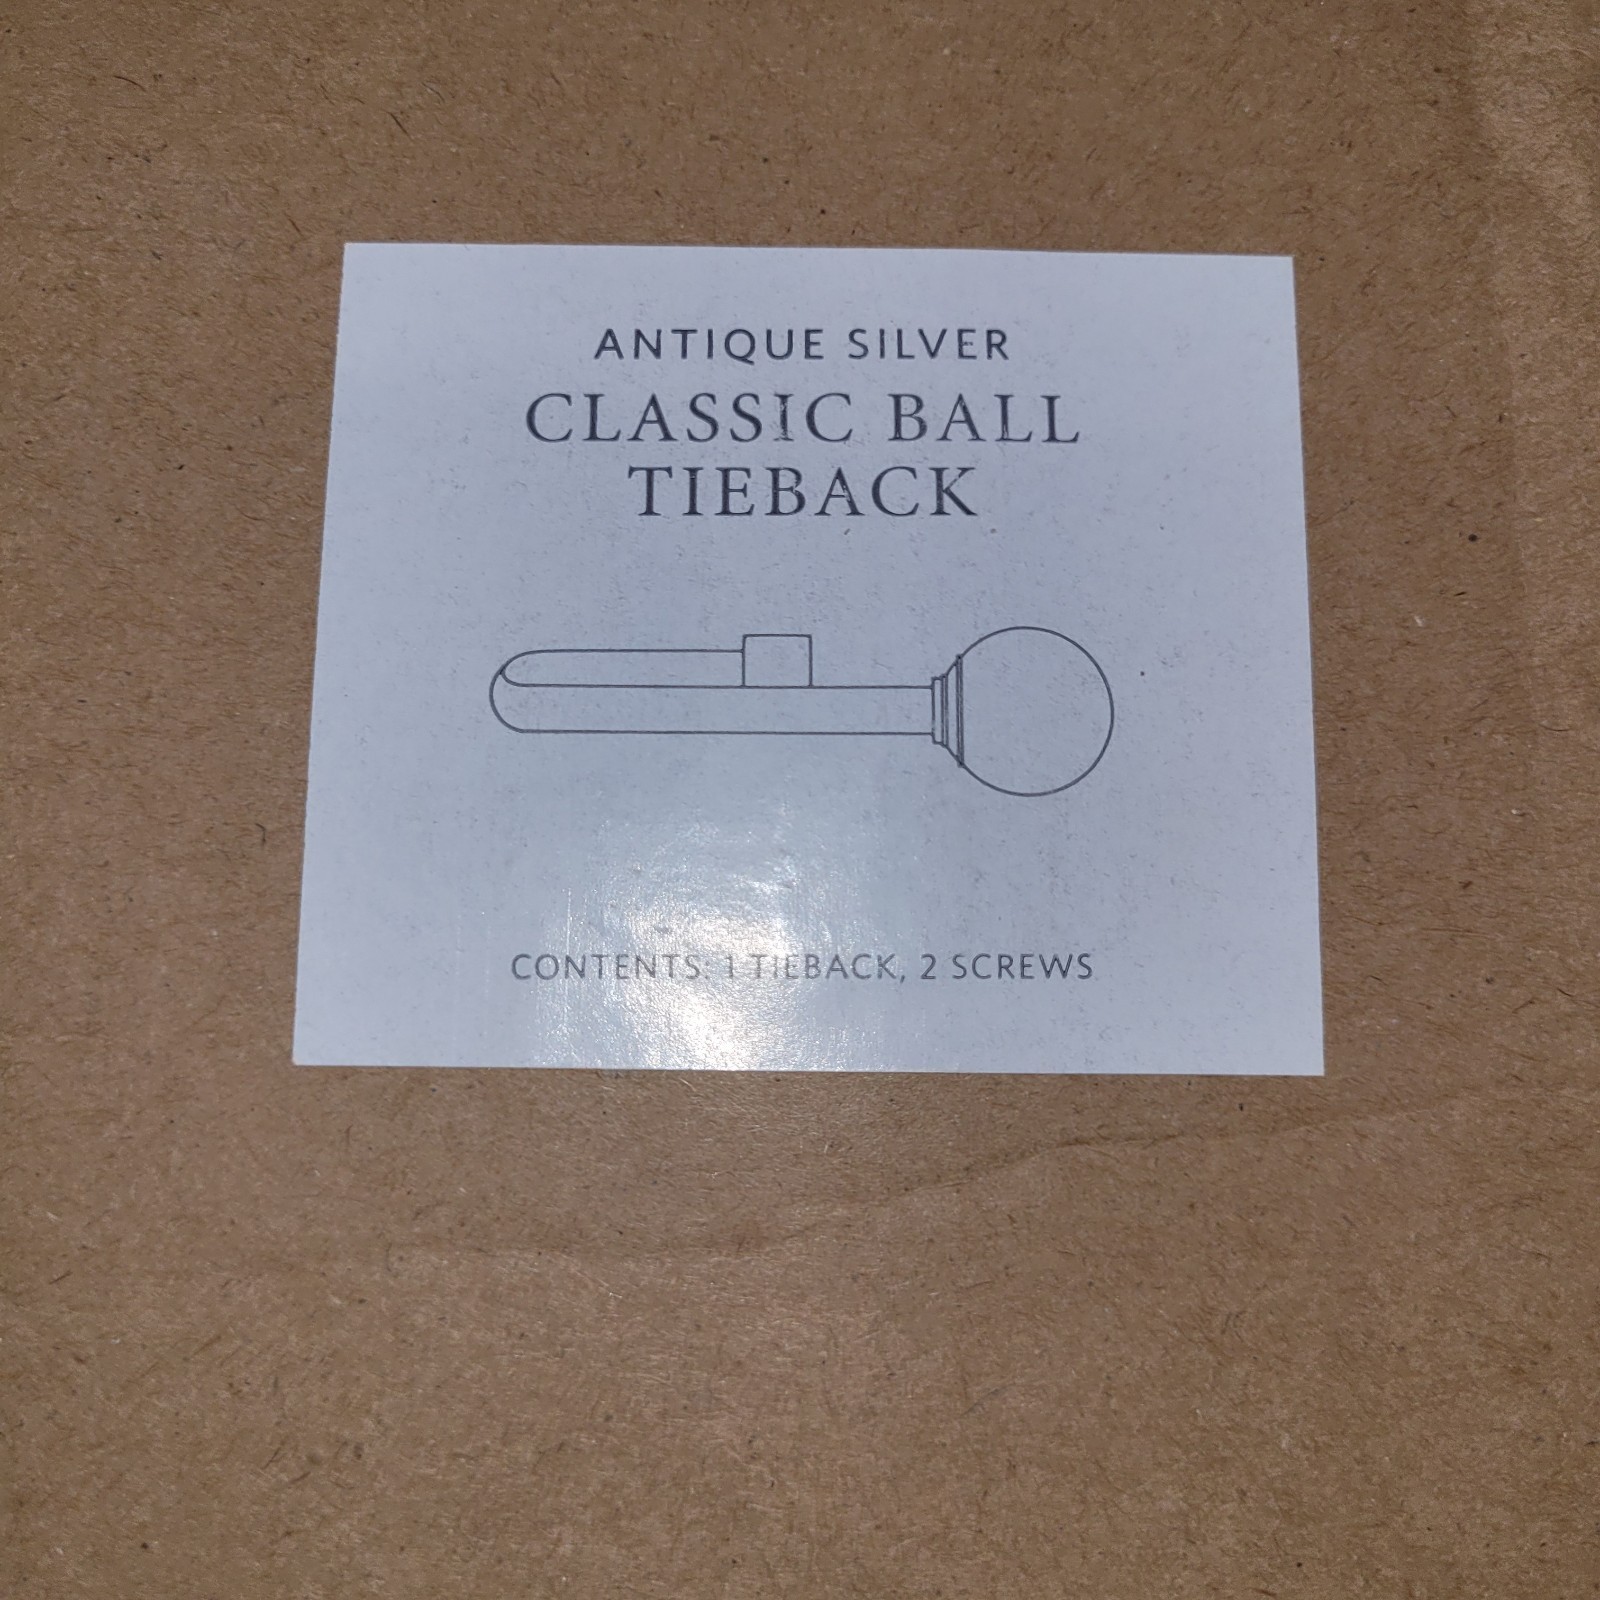 ANTIQUE SILVER
CLASSIC BALL
TIEBACK
CONTENTS: 1 TIEBACK, 2 SCREWS